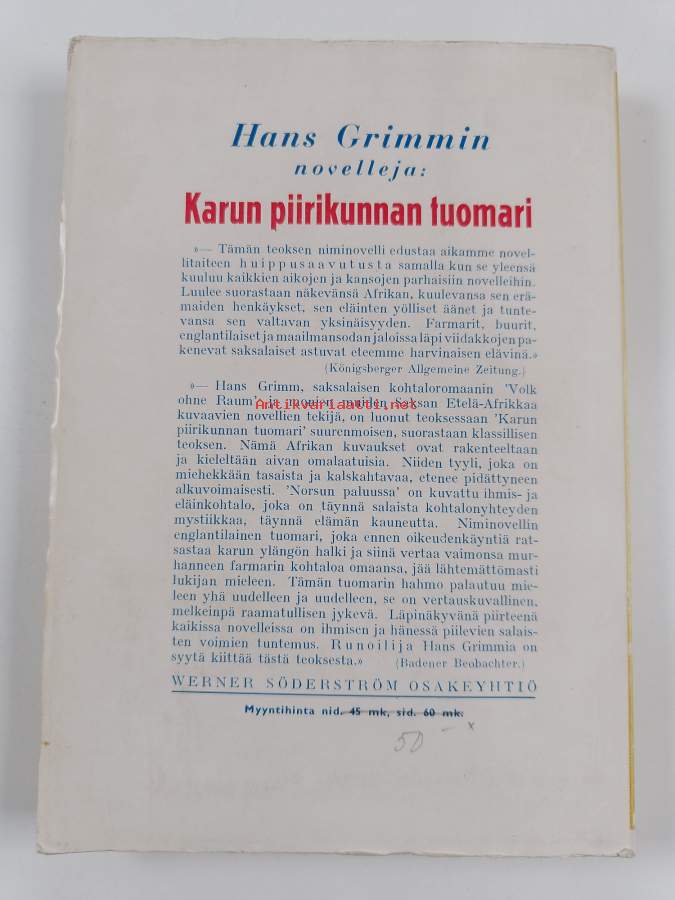 Hans Grimmin
novelleja:
Karun piirikunnan tuomari
»— Tämän teoksen niminovelli edustaa aikamme novel-
litaiteen huippusaavutusta samalla kun se yleensä
kuuluu kaikkien aikojen ja kansojen parhaisiin novelleihin.
Luulee suorastaan näkevänsä Afrikan, kuulevansa sen erä-
maiden henkäykset, sen eläinten yölliset äänet ja tunte-
vansa sen valtavan yksinäisyyden. Farmarit, buurit,
englantilaiset ja maailmansodan jaloissa läpi viidakkojen pa-
kenevat saksalaiset astuvat eteemme harvinaisen elävinä.»
(Königsberger Allgemeine Zeitung.)
»— Hans Grimm, saksalaisen kohtaloromaanin 'Volk
ohne Raum' ja monien muiden Saksan Etelä-Afrikkaa
Antikvariaatti.net
kuvaavien novellien tekijä, on luonut teoksessaan 'Karun
piirikunnan tuomari' suurenmoisen, suorastaan klassillisen
teoksen. Nämä Afrikan kuvaukset ovat rakenteeltaan
ja kieleltään aivan omalaatuisia. Niiden tyyli, joka on
miehekkään tasaista ja kalskahtavaa, etenee pidättyneen
alkuvoimaisesti. 'Norsun paluussa' on kuvattu ihmis- ja
eläinkohtalo, joka on täynnä salaista kohtalonyhteyden
mystiikkaa, täynnä elämän kauneutta. Niminovellin
englantilainen tuomari, joka ennen oikeudenkäyntiä rat-
sastaa karun ylängön halki ja siinä vertaa vaimonsa mur-
hanneen farmarin kohtaloa omaansa, jää lähtemättömästi
lukijan mieleen. Tämän tuomarin hahmo palautuu mie-
leen yhä uudelleen ja uudelleen, se on vertauskuvallinen,
melkeinpä raamatullisen jykevä. Läpinäkyvänä piirteenä
kaikissa novelleissa on ihmisen ja hänessä piilevien salais-
ten voimien tuntemus. Runoilija Hans Grimmia on
syytä kiittää tästä teoksesta.» (Badener Beobachter.)
WERNER SÖDERSTRÖM OSAKEYHTIÖ
Myyntihinta nid. 45 mk, sid. 60 mk.
50 — x